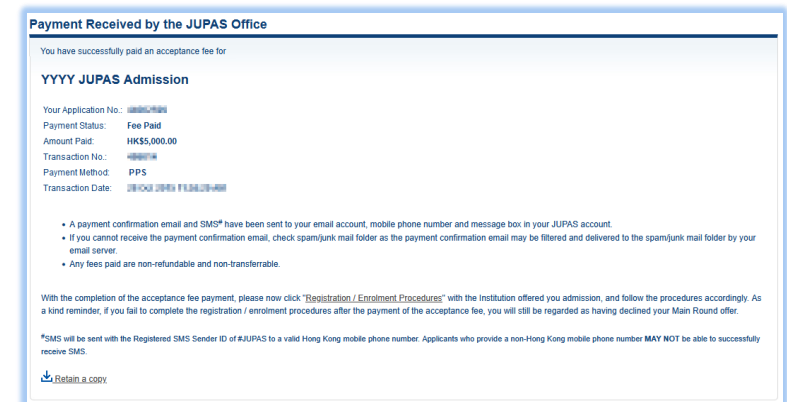 Payment Received by the JUPAS Office
You have successfully paid an acceptance fee for
YYYY JUPAS Admission
Your Application No.:
Payment Status: Fee Paid
Amount Paid: HK$5,000.00
Transaction No.:
Payment Method: PPS
Transaction Date:
• A payment confirmation email and SMS# have been sent to your email account, mobile phone number and message box in your JUPAS account.
• If you cannot receive the payment confirmation email, check spam/junk mail folder as the payment confirmation email may be filtered and delivered to the spam/junk mail folder by your
email server.
• Any fees paid are non-refundable and non-transferrable.
With the completion of the acceptance fee payment, please now click "Registration / Enrolment Procedures" with the Institution offered you admission, and follow the procedures accordingly. As
a kind reminder, if you fail to complete the registration / enrolment procedures after the payment of the acceptance fee, you will still be regarded as having declined your Main Round offer.
#SMS will be sent with the Registered SMS Sender ID of #JUPAS to a valid Hong Kong mobile phone number. Applicants who provide a non-Hong Kong mobile phone number MAY NOT be able to successfully
receive SMS.
Retain a copy